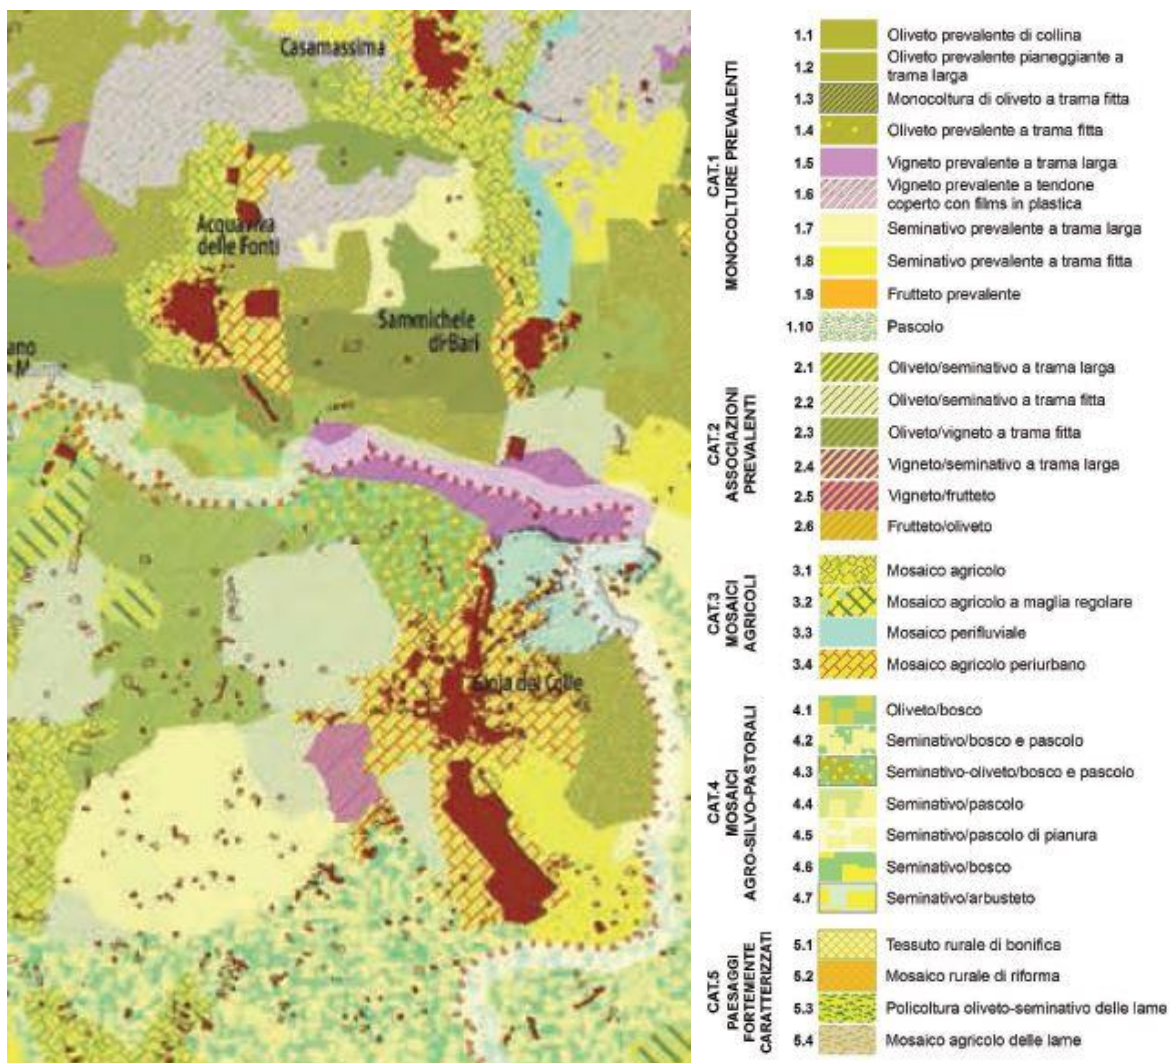 Casamassima
Acquaviva
delle Fonti
Sammichele
di Bari
ano
Gioia del Colle
CAT.1
MONOCOLTURE PREVALENTI
1.1 Oliveto prevalente di collina
1.2 Oliveto prevalente pianeggiante a
trama larga
1.3 Monocoltura di oliveto a trama fitta
1.4 Oliveto prevalente a trama fitta
1.5 Vigneto prevalente a trama larga
1.6 Vigneto prevalente a tendone
coperto con films in plastica
1.7 Seminativo prevalente a trama larga
1.8 Seminativo prevalente a trama fitta
1.9 Frutteto prevalente
1.10 Pascolo
CAT.2
ASSOCIAZIONI
PREVALENTI
2.1 Oliveto/seminativo a trama larga
2.2 Oliveto/seminativo a trama fitta
2.3 Oliveto/vigneto a trama fitta
2.4 Vigneto/seminativo a trama larga
2.5 Vigneto/frutteto
2.6 Frutteto/oliveto
CAT.3
MOSAICI
AGRICOLI
3.1 Mosaico agricolo
3.2 Mosaico agricolo a maglia regolare
3.3 Mosaico perifluviale
3.4 Mosaico agricolo periurbano
CAT.4
MOSAICI
AGRO-SILVO-PASTORALI
4.1 Oliveto/bosco
4.2 Seminativo/bosco e pascolo
4.3 Seminativo-oliveto/bosco e pascolo
4.4 Seminativo/pascolo
4.5 Seminativo/pascolo di pianura
4.6 Seminativo/bosco
4.7 Seminativo/arbusteto
CAT.5
PAESAGGI
FORTEMENTE
CARATTERIZZATI
5.1 Tessuto rurale di bonifica
5.2 Mosaico rurale di riforma
5.3 Policoltura oliveto-seminativo delle lame
5.4 Mosaico agricolo delle lame